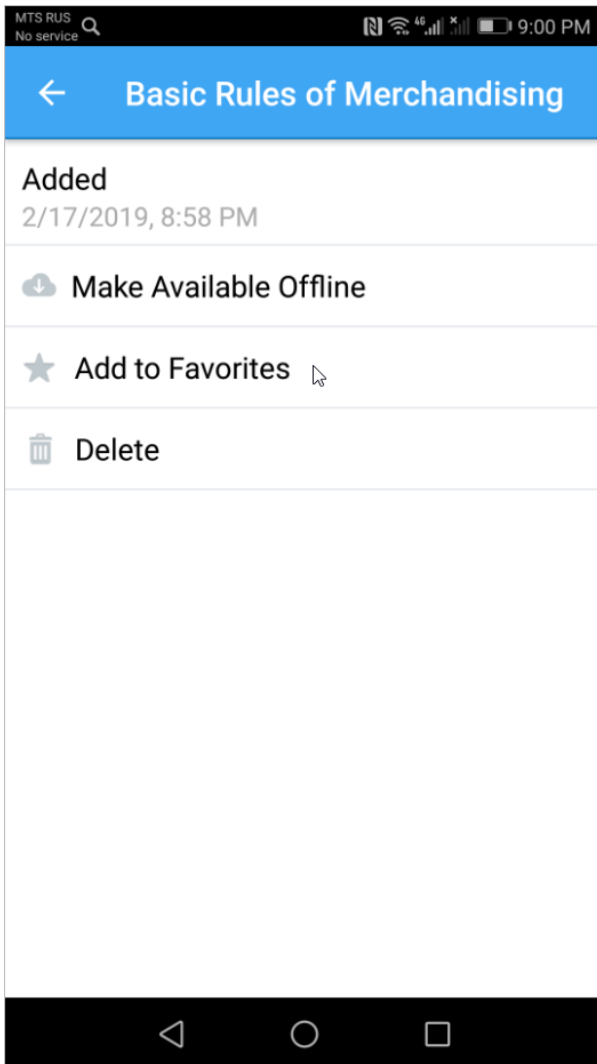 MTS RUS
No service
4G 9:00 PM
Basic Rules of Merchandising
Added
2/17/2019, 8:58 PM
Make Available Offline
Add to Favorites
Delete